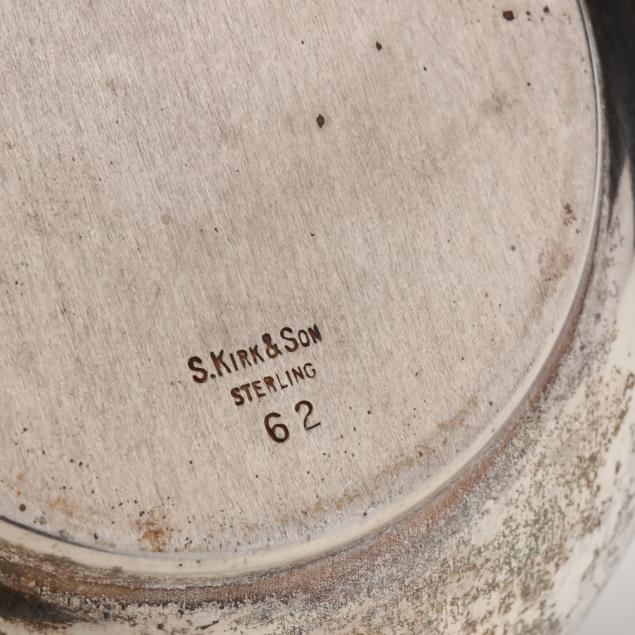 S. KIRK & SON
STERLING
62